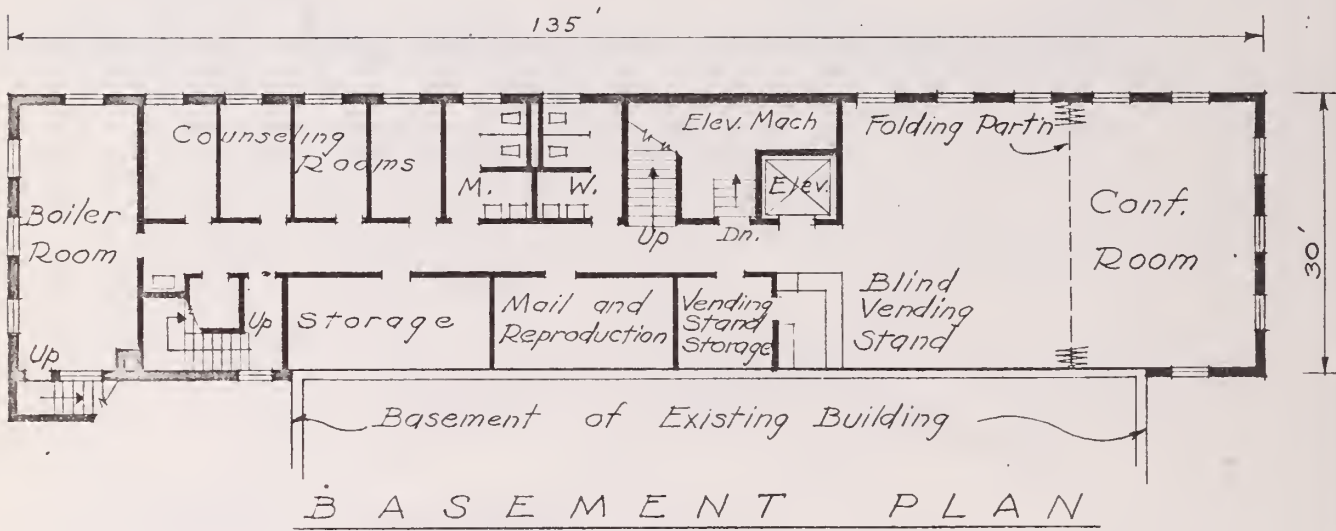 135'
Counseling
Rooms
Elev. Mach
Folding Part'n
M.
W.
Elev.
Boiler
Room
Conf.
Room
30'
Up
Dn.
Up
Storage
Mail and
Reproduction
Vending
Stand
Storage
Blind
Vending
Stand
Up
Basement of Existing Building
BASEMENT PLAN